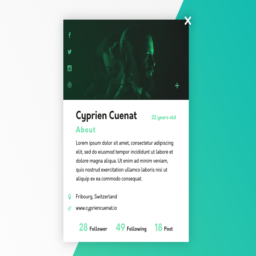 Cyprien Cuenat
22 years old
About
Lorem ipsum dolor sit amet, consectetur adipiscing
elit, sed do eiusmod tempor incididunt ut labore et
dolore magna aliqua. Ut enim ad minim veniam,
quis nostrud exercitation ullamco laboris nisi ut
aliquip ex ea commodo consequat.
Fribourg, Switzerland
www.cypriencuenat.io
28 Follower 49 Following 18 Post